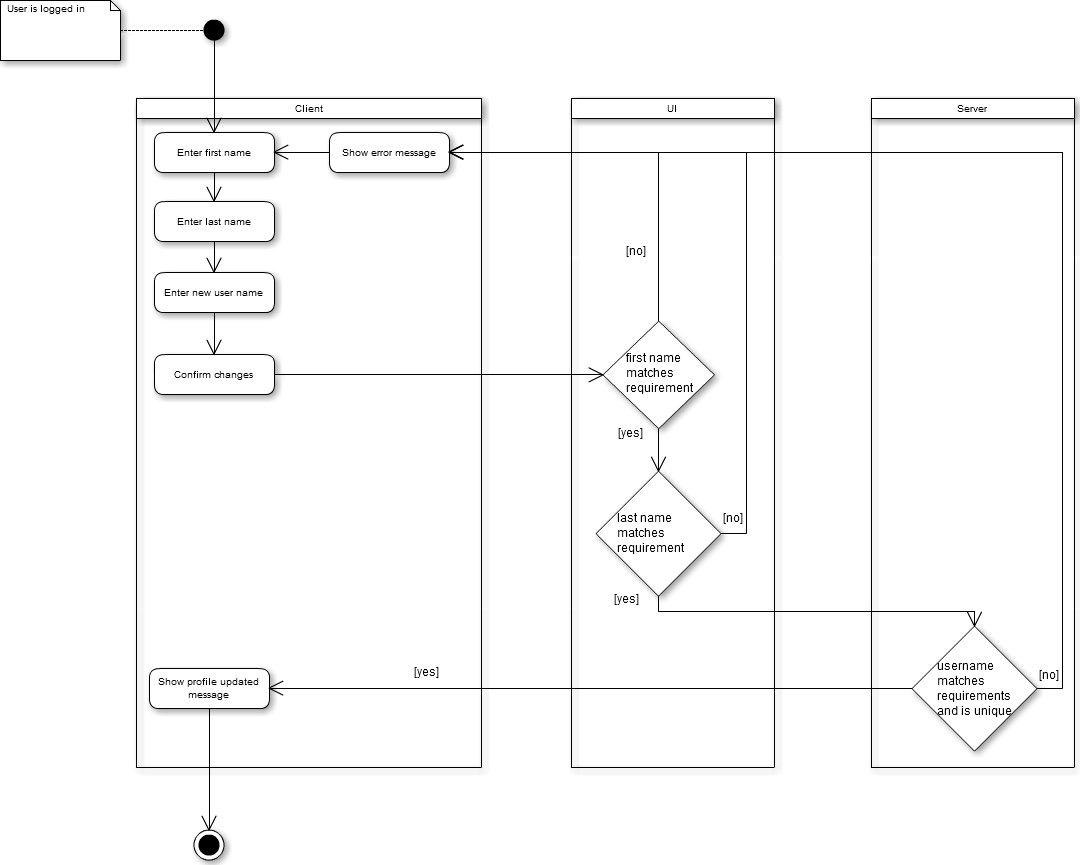 User is logged in
Client
UI
Server
Enter first name
Show error message
Enter last name
[no]
Enter new user name
first name
matches
requirement
Confirm changes
[yes]
last name
matches
requirement
[no]
[yes]
username
matches
requirements
and is unique
[no]
[yes]
Show profile updated
message